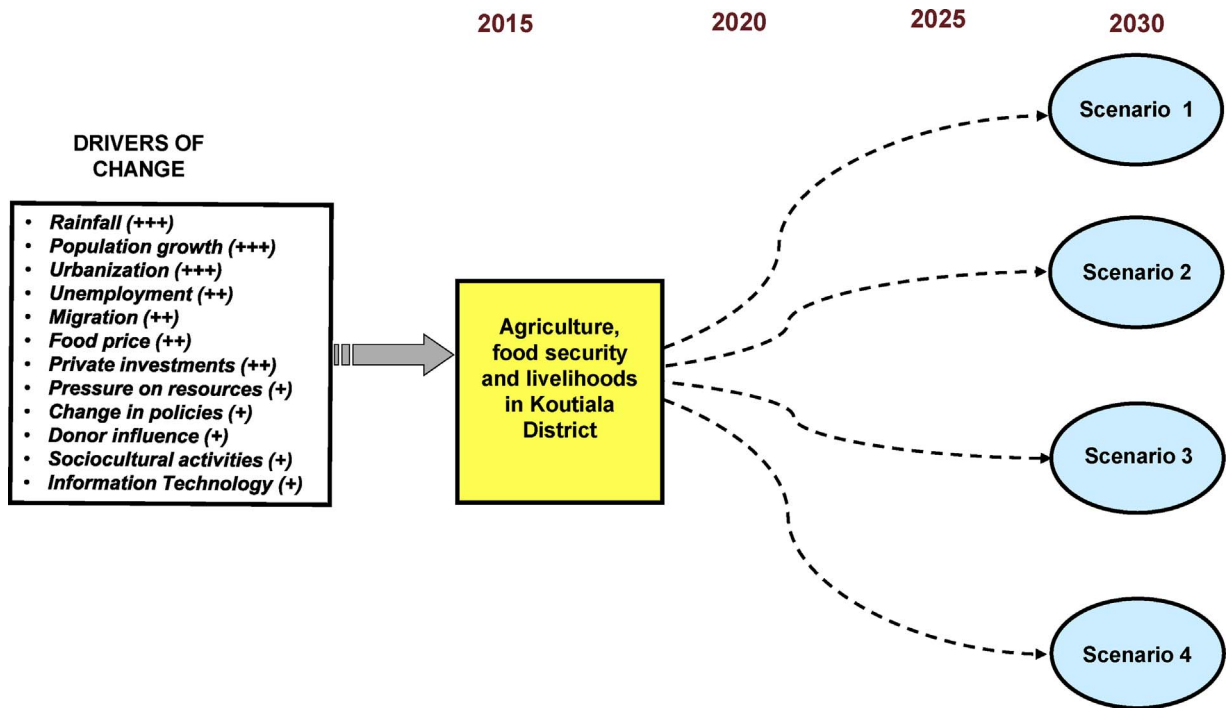 2015 2020 2025 2030
DRIVERS OF
CHANGE
• Rainfall (+++)
• Population growth (+++)
• Urbanization (+++)
• Unemployment (++)
• Migration (++)
• Food price (++)
• Private investments (++)
• Pressure on resources (+)
• Change in policies (+)
• Donor influence (+)
• Sociocultural activities (+)
• Information Technology (+)
Agriculture,
food security
and livelihoods
in Koutiala
District
Scenario 1
Scenario 2
Scenario 3
Scenario 4